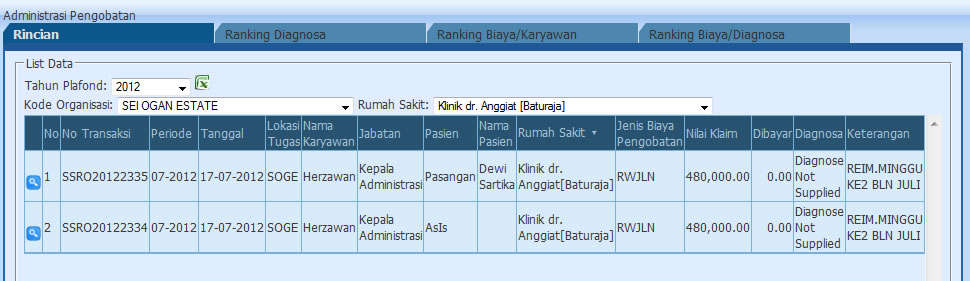 Administrasi Pengobatan
Rincian Ranking Diagnosa Ranking Biaya/Karyawan Ranking Biaya/Diagnosa
List Data
Tahun Plafond: 2012
Kode Organisasi: SEI OGAN ESTATE Rumah Sakit: Klinik dr. Anggiat [Baturaja]
No No Transaksi Periode Tanggal Lokasi Tugas Nama Karyawan Jabatan Pasien Nama Pasien Rumah Sakit Jenis Biaya Pengobatan Nilai Klaim Dibayar Diagnosa Keterangan
1 SSRO20122335 07-2012 17-07-2012 SOGE Herzawan Kepala Administrasi Pasangan Dewi Sartika Klinik dr. Anggiat[Baturaja] RWJLN 480,000.00 0.00 Diagnose Not Supplied REIM.MINGGU KE2 BLN JULI
2 SSRO20122334 07-2012 17-07-2012 SOGE Herzawan Kepala Administrasi AsIs Klinik dr. Anggiat[Baturaja] RWJLN 480,000.00 0.00 Diagnose Not Supplied REIM.MINGGU KE2 BLN JULI